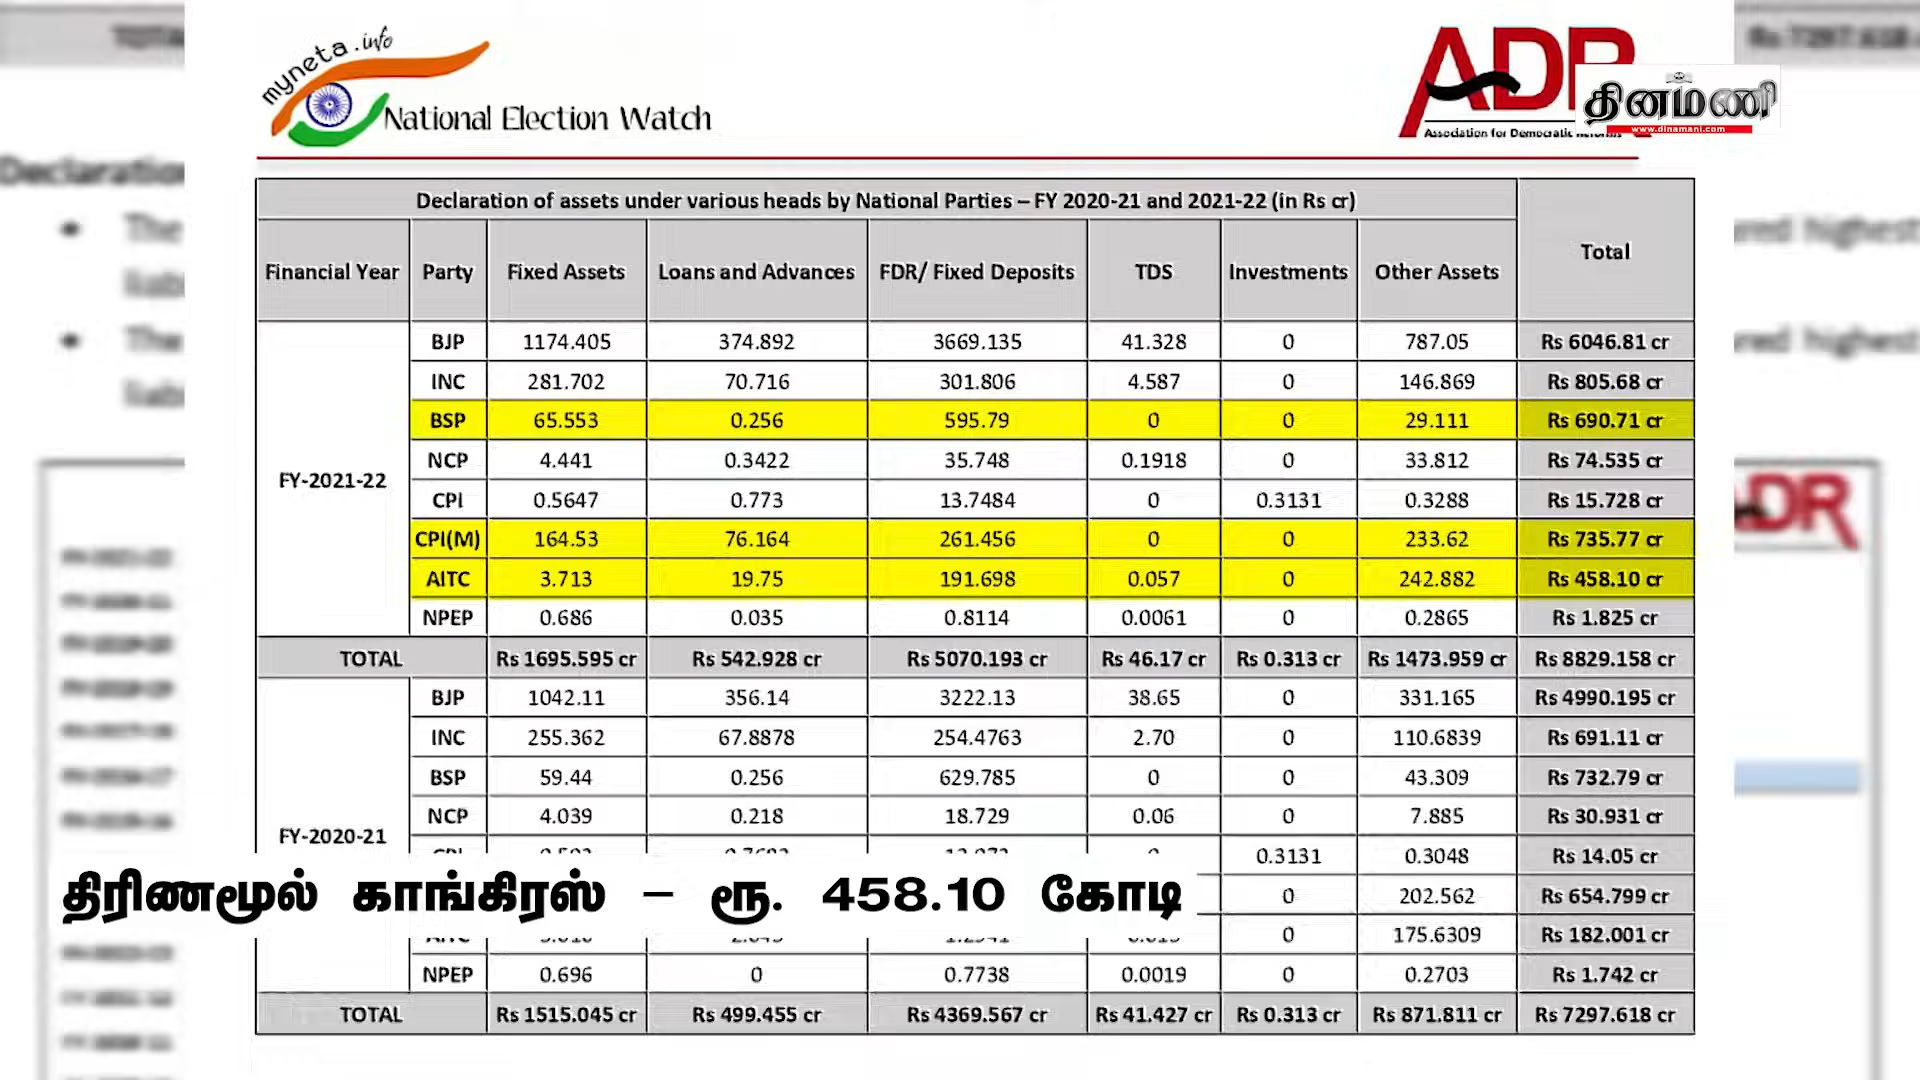 myneta.info
National Election Watch
ADR
Association for Democratic Reforms
தினமணி
www.dinamani.com
Declaration of assets under various heads by National Parties – FY 2020-21 and 2021-22 (in Rs cr) Total
Financial Year Party Fixed Assets Loans and Advances FDR/ Fixed Deposits TDS Investments Other Assets
FY-2021-22
BJP 1174.405 374.892 3669.135 41.328 0 787.05 Rs 6046.81 cr
INC 281.702 70.716 301.806 4.587 0 146.869 Rs 805.68 cr
BSP 65.553 0.256 595.79 0 0 29.111 Rs 690.71 cr
NCP 4.441 0.3422 35.748 0.1918 0 33.812 Rs 74.535 cr
CPI 0.5647 0.773 13.7484 0 0.3131 0.3288 Rs 15.728 cr
CPI(M) 164.53 76.164 261.456 0 0 233.62 Rs 735.77 cr
AITC 3.713 19.75 191.698 0.057 0 242.882 Rs 458.10 cr
NPEP 0.686 0.035 0.8114 0.0061 0 0.2865 Rs 1.825 cr
TOTAL Rs 1695.595 cr Rs 542.928 cr Rs 5070.193 cr Rs 46.17 cr Rs 0.313 cr Rs 1473.959 cr Rs 8829.158 cr
FY-2020-21
BJP 1042.11 356.14 3222.13 38.65 0 331.165 Rs 4990.195 cr
INC 255.362 67.8878 254.4763 2.70 0 110.6839 Rs 691.11 cr
BSP 59.44 0.256 629.785 0 0 43.309 Rs 732.79 cr
NCP 4.039 0.218 18.729 0.06 0 7.885 Rs 30.931 cr
0.3131 0.3048 Rs 14.05 cr
0 202.562 Rs 654.799 cr
0 175.6309 Rs 182.001 cr
NPEP 0.696 0 0.7738 0.0019 0 0.2703 Rs 1.742 cr
TOTAL Rs 1515.045 cr Rs 499.455 cr Rs 4369.567 cr Rs 41.427 cr Rs 0.313 cr Rs 871.811 cr Rs 7297.618 cr
திரிணமூல் காங்கிரஸ் – ரூ. 458.10 கோடி